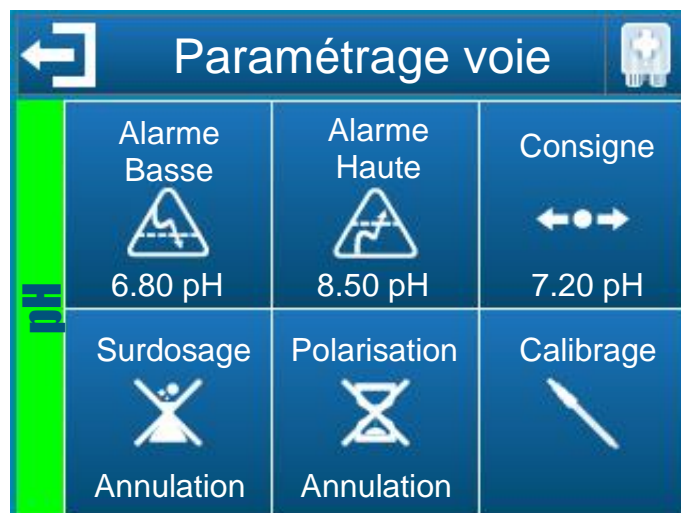 Paramétrage voie
Alarme
Basse
6.80 pH
Alarme
Haute
8.50 pH
Consigne
7.20 pH
pH
Surdosage
Annulation
Polarisation
Annulation
Calibrage